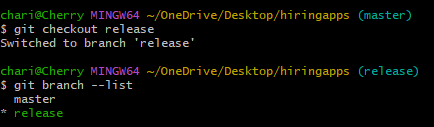 chari@Cherry MINGW64 ~/OneDrive/Desktop/hiringapps (master)
$ git checkout release
Switched to branch 'release'
chari@Cherry MINGW64 ~/OneDrive/Desktop/hiringapps (release)
$ git branch --list
  master
* release